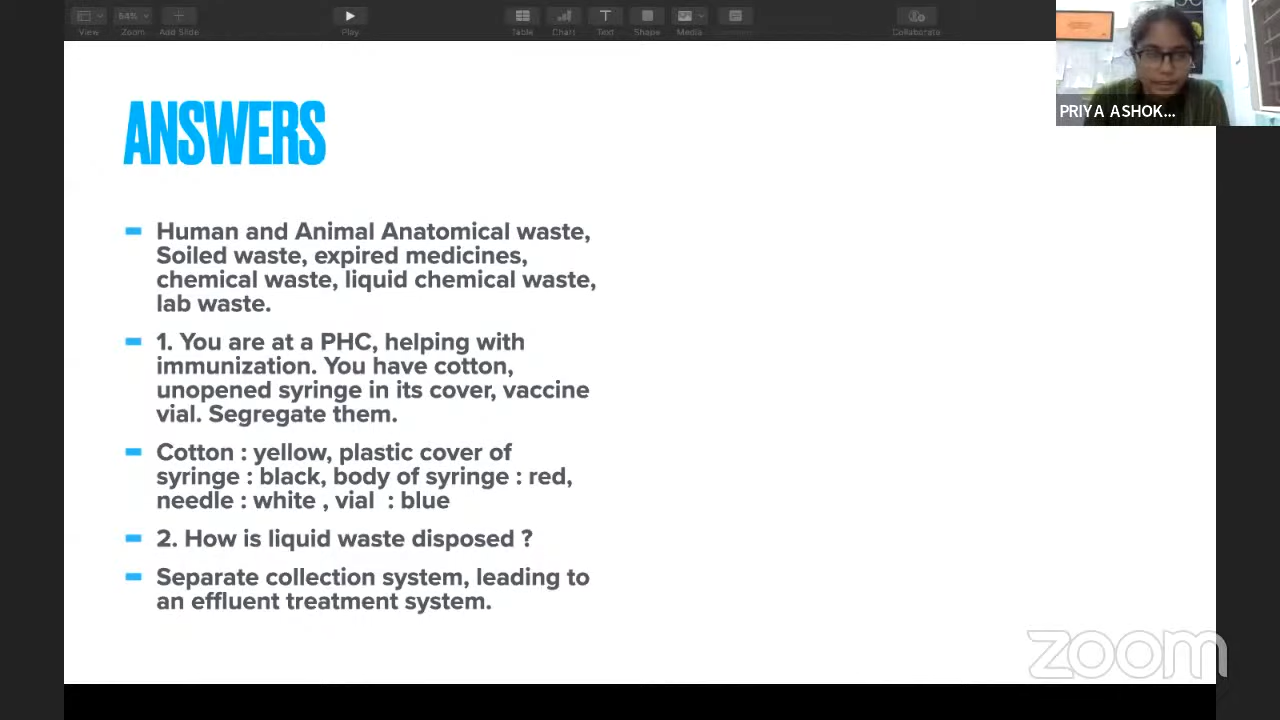 View
64%
Zoom
Add Slide
Play
Table
Chart
Text
Shape
Media
Collaborate
PRIYA ASHOK...
ANSWERS
Human and Animal Anatomical waste,
Soiled waste, expired medicines,
chemical waste, liquid chemical waste,
lab waste.
1. You are at a PHC, helping with
immunization. You have cotton,
unopened syringe in its cover, vaccine
vial. Segregate them.
Cotton : yellow, plastic cover of
syringe : black, body of syringe : red,
needle : white , vial : blue
2. How is liquid waste disposed ?
Separate collection system, leading to
an effluent treatment system.
zoom